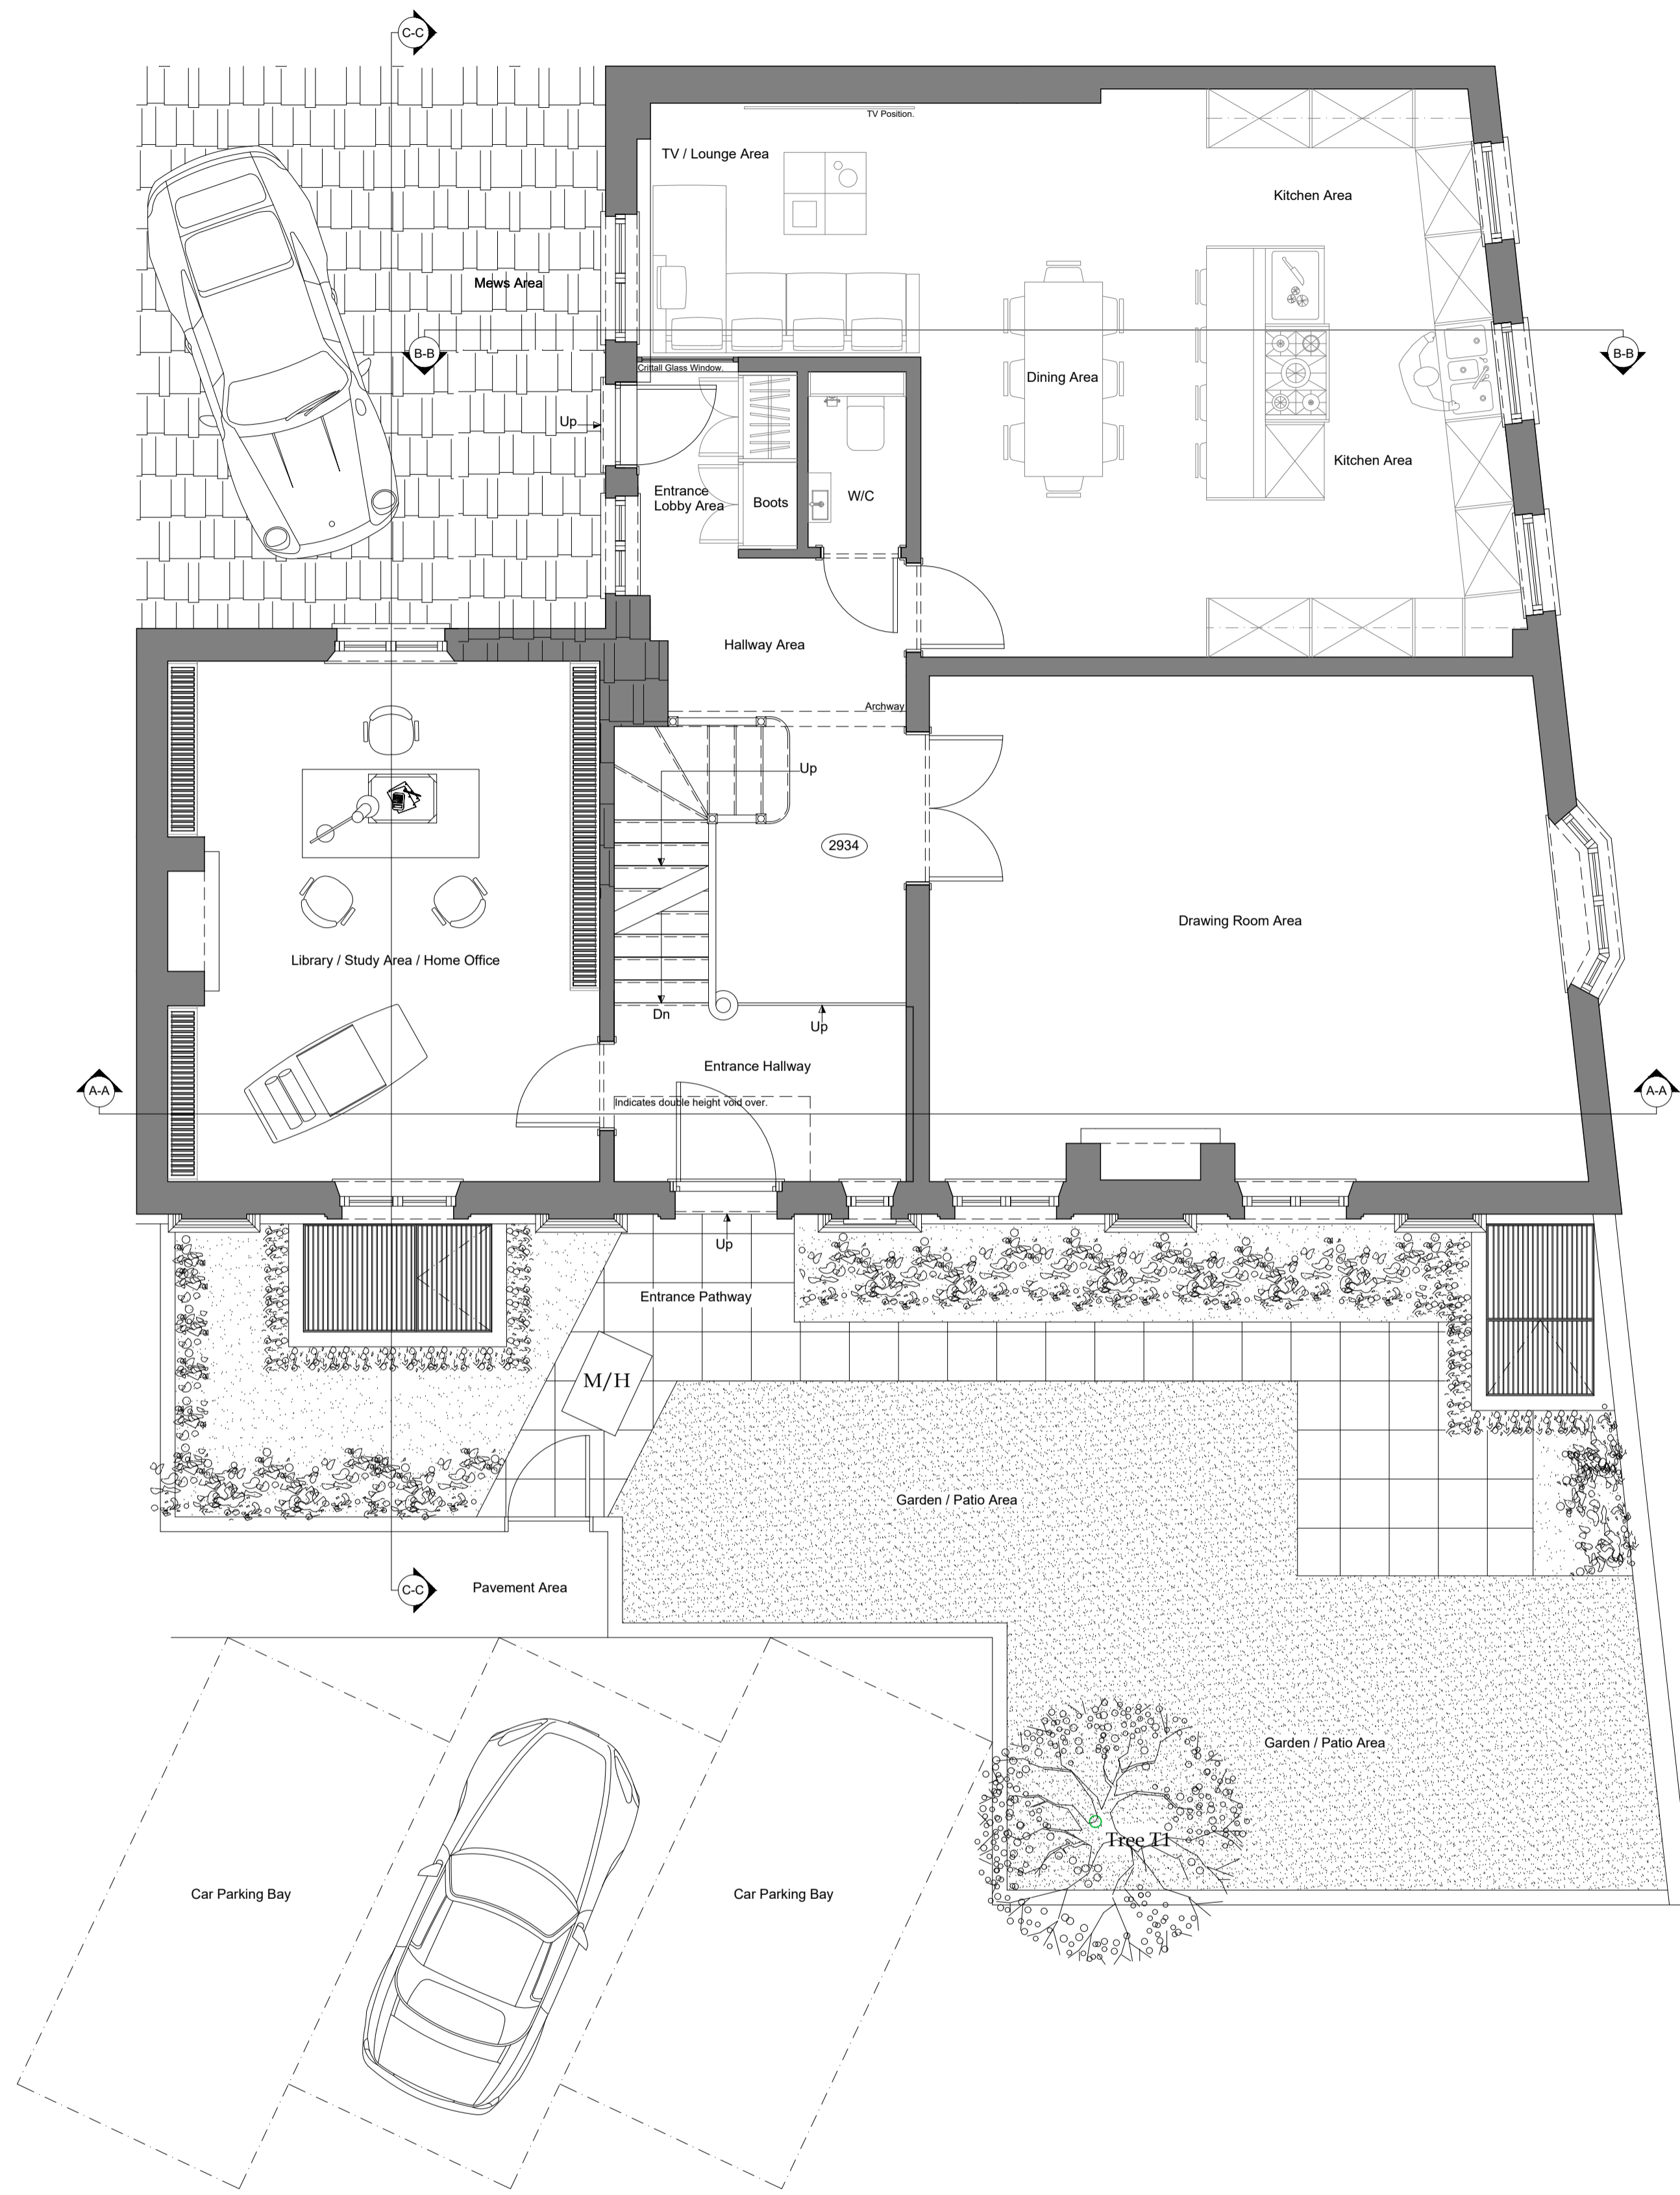 C-C
TV Position.
TV / Lounge Area
Kitchen Area
Mews Area
B-B
B-B
Crittall Glass Window.
Dining Area
Up
Kitchen Area
Entrance
Lobby Area
Boots
W/C
Hallway Area
Archway
Up
2934
Drawing Room Area
Library / Study Area / Home Office
Dn
Up
Entrance Hallway
A-A
A-A
Indicates double height void over.
Up
Entrance Pathway
M/H
Garden / Patio Area
C-C
Pavement Area
Garden / Patio Area
Tree T1
Car Parking Bay
Car Parking Bay